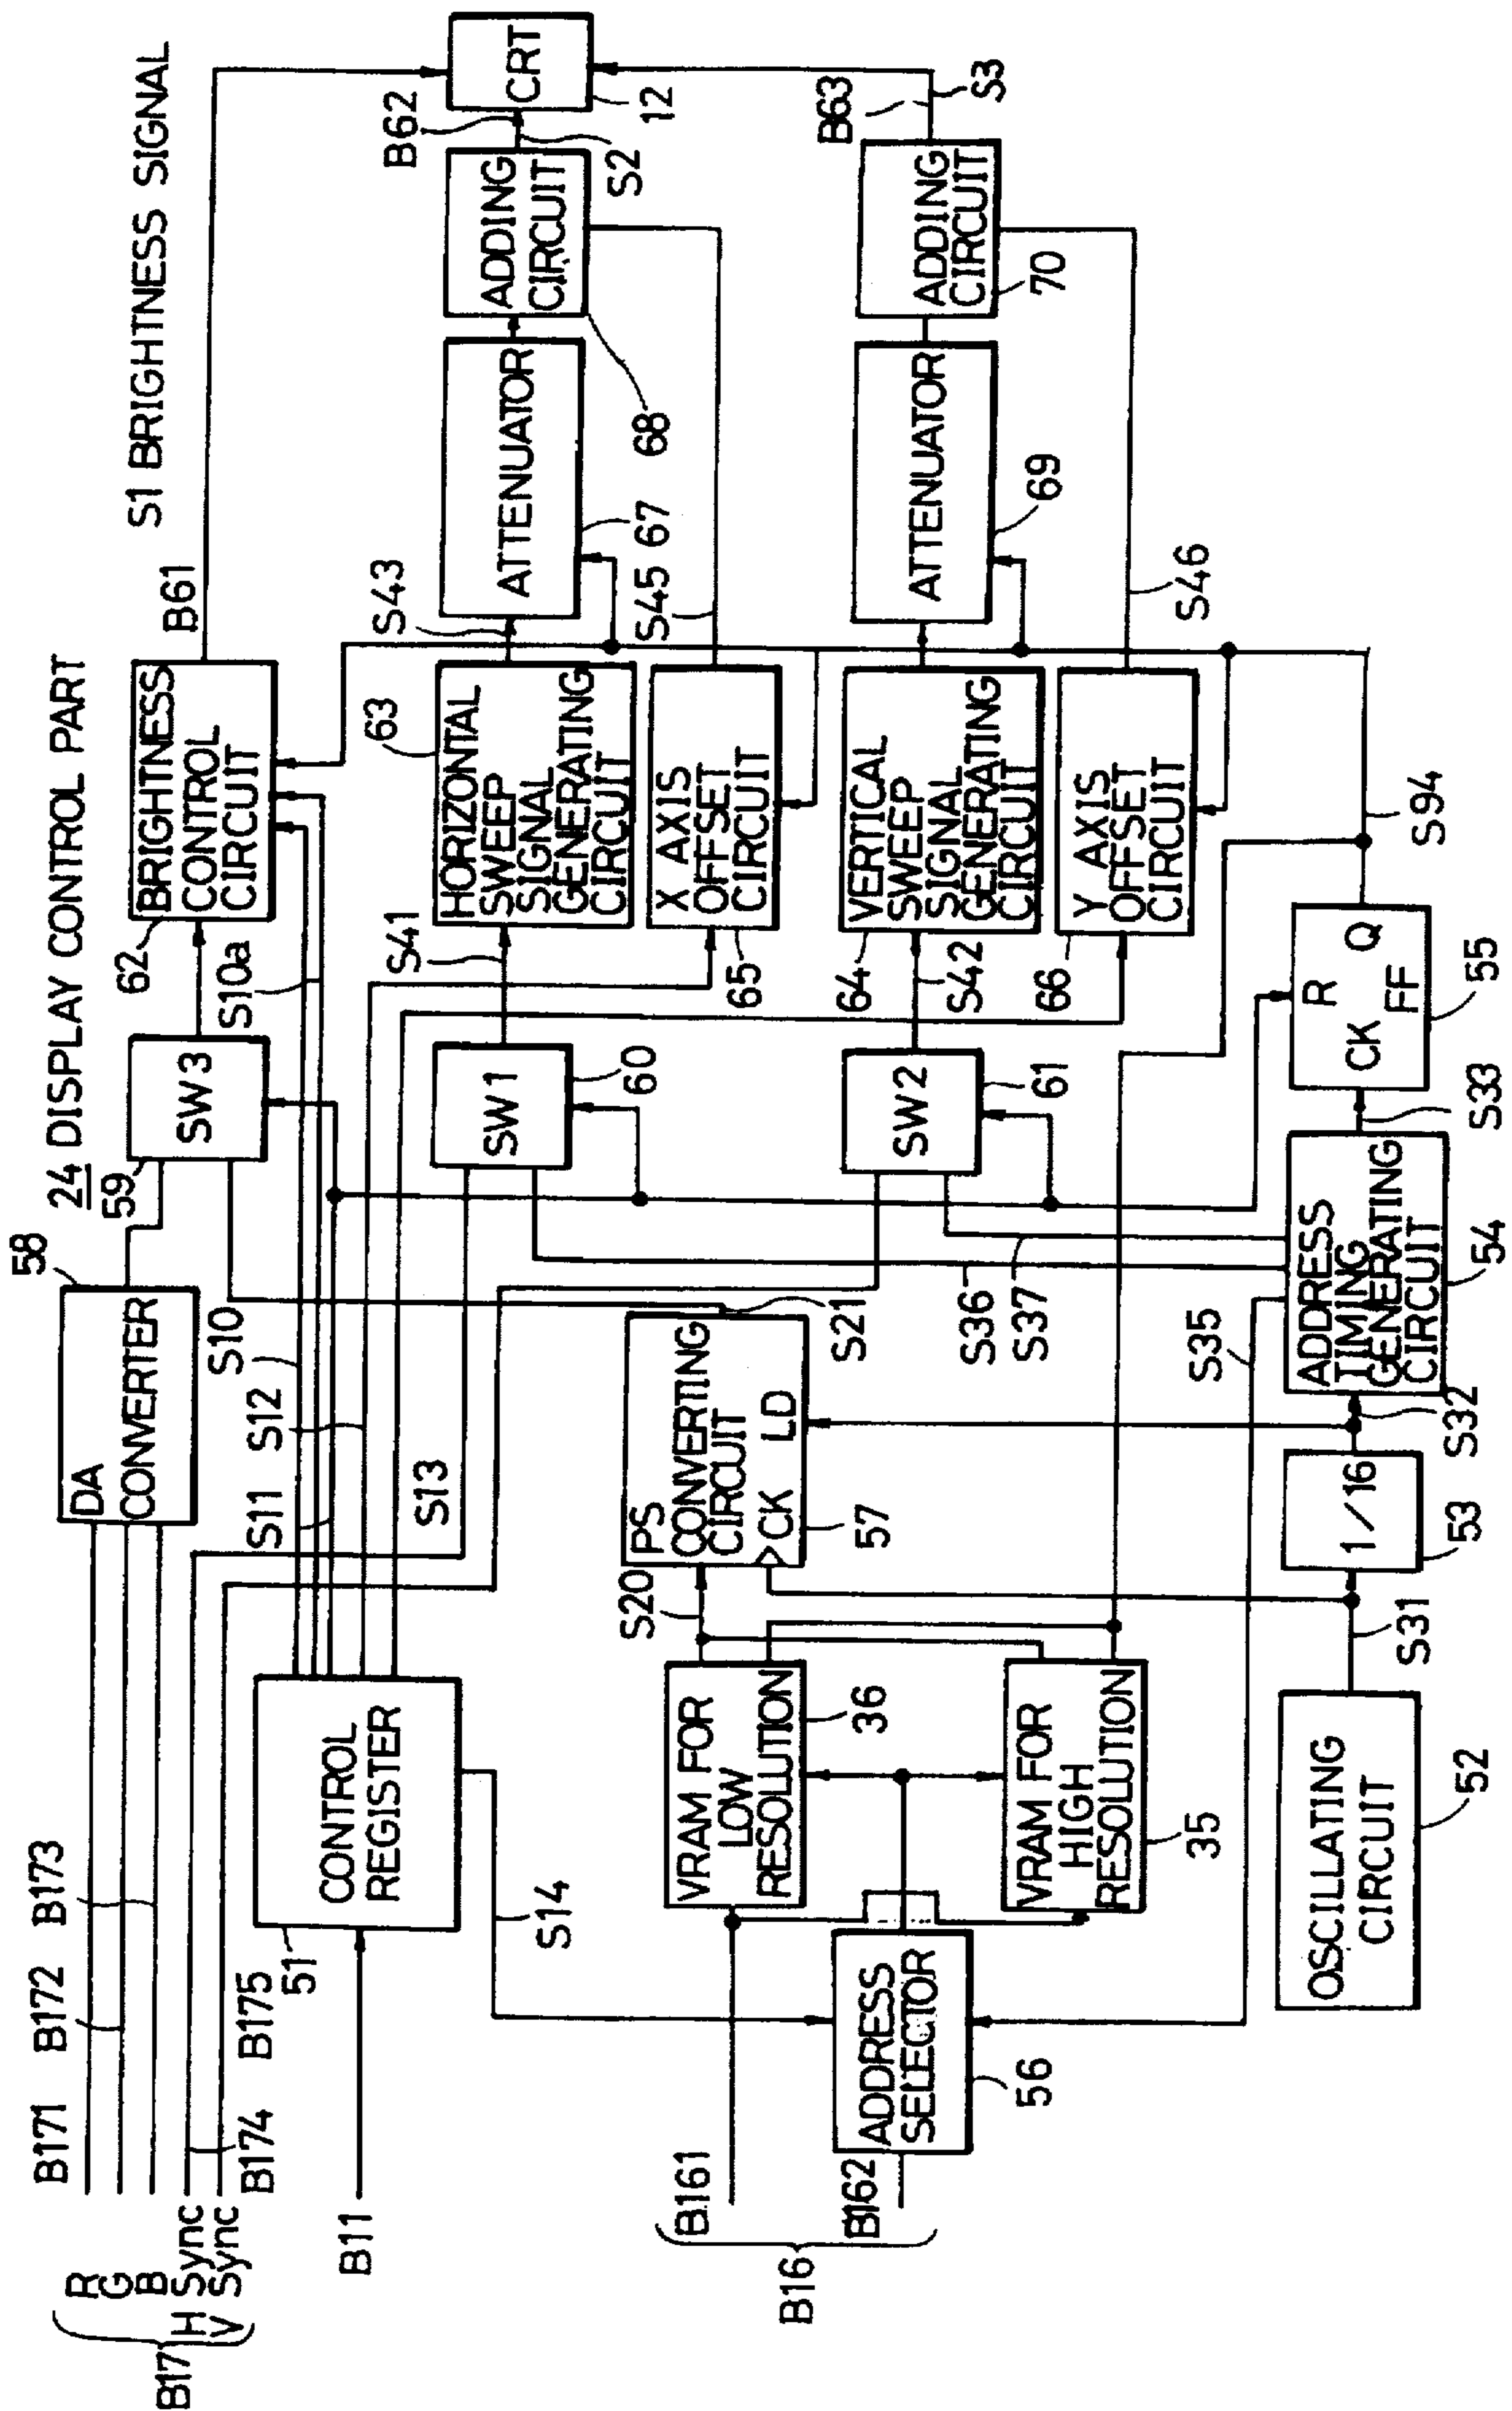 24 DISPLAY CONTROL PART
S1 BRIGHTNESS SIGNAL
B17
R
G
B
H Sync
V Sync
B171
B172
B173
B174
B175
B11
B16
B161
B162
DA
CONVERTER
58
CONTROL
REGISTER
51
S10
S11
S12
S13
S14
S10a
SW3
59
BRIGHTNESS
CONTROL
CIRCUIT
62
B61
SW1
60
S41
HORIZONTAL
SWEEP
SIGNAL
GENERATING
CIRCUIT
63
S43
ATTENUATOR
67
ADDING
CIRCUIT
68
B62
S2
CRT
12
X AXIS
OFFSET
CIRCUIT
65
S45
SW2
61
S42
VERTICAL
SWEEP
SIGNAL
GENERATING
CIRCUIT
64
ATTENUATOR
69
ADDING
CIRCUIT
70
B63
S3
Y AXIS
OFFSET
CIRCUIT
66
S46
ADDRESS
SELECTOR
56
VRAM FOR
LOW
RESOLUTION
36
VRAM FOR
HIGH
RESOLUTION
35
S20
PS
CONVERTING
CIRCUIT
CK LD
57
S21
S36
S37
S35
OSCILLATING
CIRCUIT
52
S31
1/16
53
S32
ADDRESS
TIMING
GENERATING
CIRCUIT
54
S33
R
CK
Q
FF
55
S94